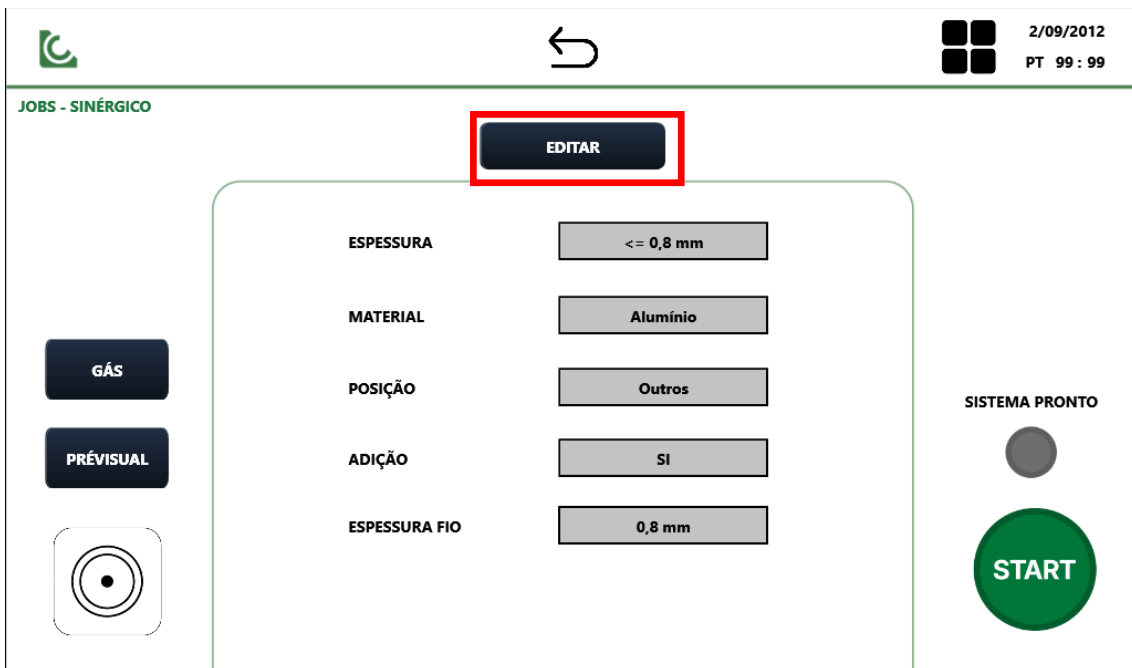 2/09/2012
PT 99 : 99
JOBS - SINÉRGICO
EDITAR
ESPESSURA <= 0,8 mm
MATERIAL Alumínio
POSIÇÃO Outros
ADIÇÃO SI
ESPESSURA FIO 0,8 mm
GÁS
PRÉVISUAL
SISTEMA PRONTO
START